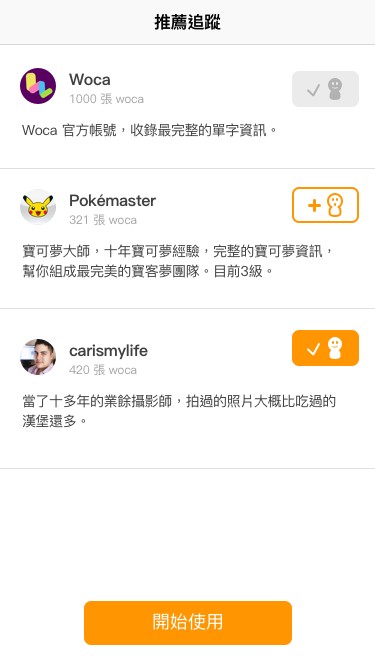 推薦追蹤
Woca
1000 張 woca
Woca 官方帳號，收錄最完整的單字資訊。
Pokémaster
321 張 woca
寶可夢大師，十年寶可夢經驗，完整的寶可夢資訊，
幫你組成最完美的寶客夢團隊。目前3級。
carismylife
420 張 woca
當了十多年的業餘攝影師，拍過的照片大概比吃過的
漢堡還多。
開始使用